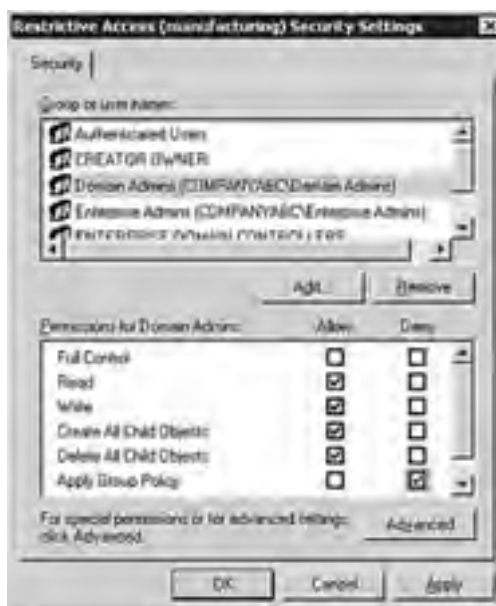 Restrictive Access (manufacturing) Security Settings
Security
Group or user names:
Authenticated Users
CREATOR OWNER
Domain Admins (COMPANYABC\Domain Admins)
Enterprise Admins (COMPANYABC\Enterprise Admins)
ENTERPRISE DOMAIN CONTROLLERS
Add...
Remove
Permissions for Domain Admins
Allow
Deny
Full Control
Read
Write
Create All Child Objects
Delete All Child Objects
Apply Group Policy
For special permissions or for advanced settings,
click Advanced.
Advanced
OK
Cancel
Apply